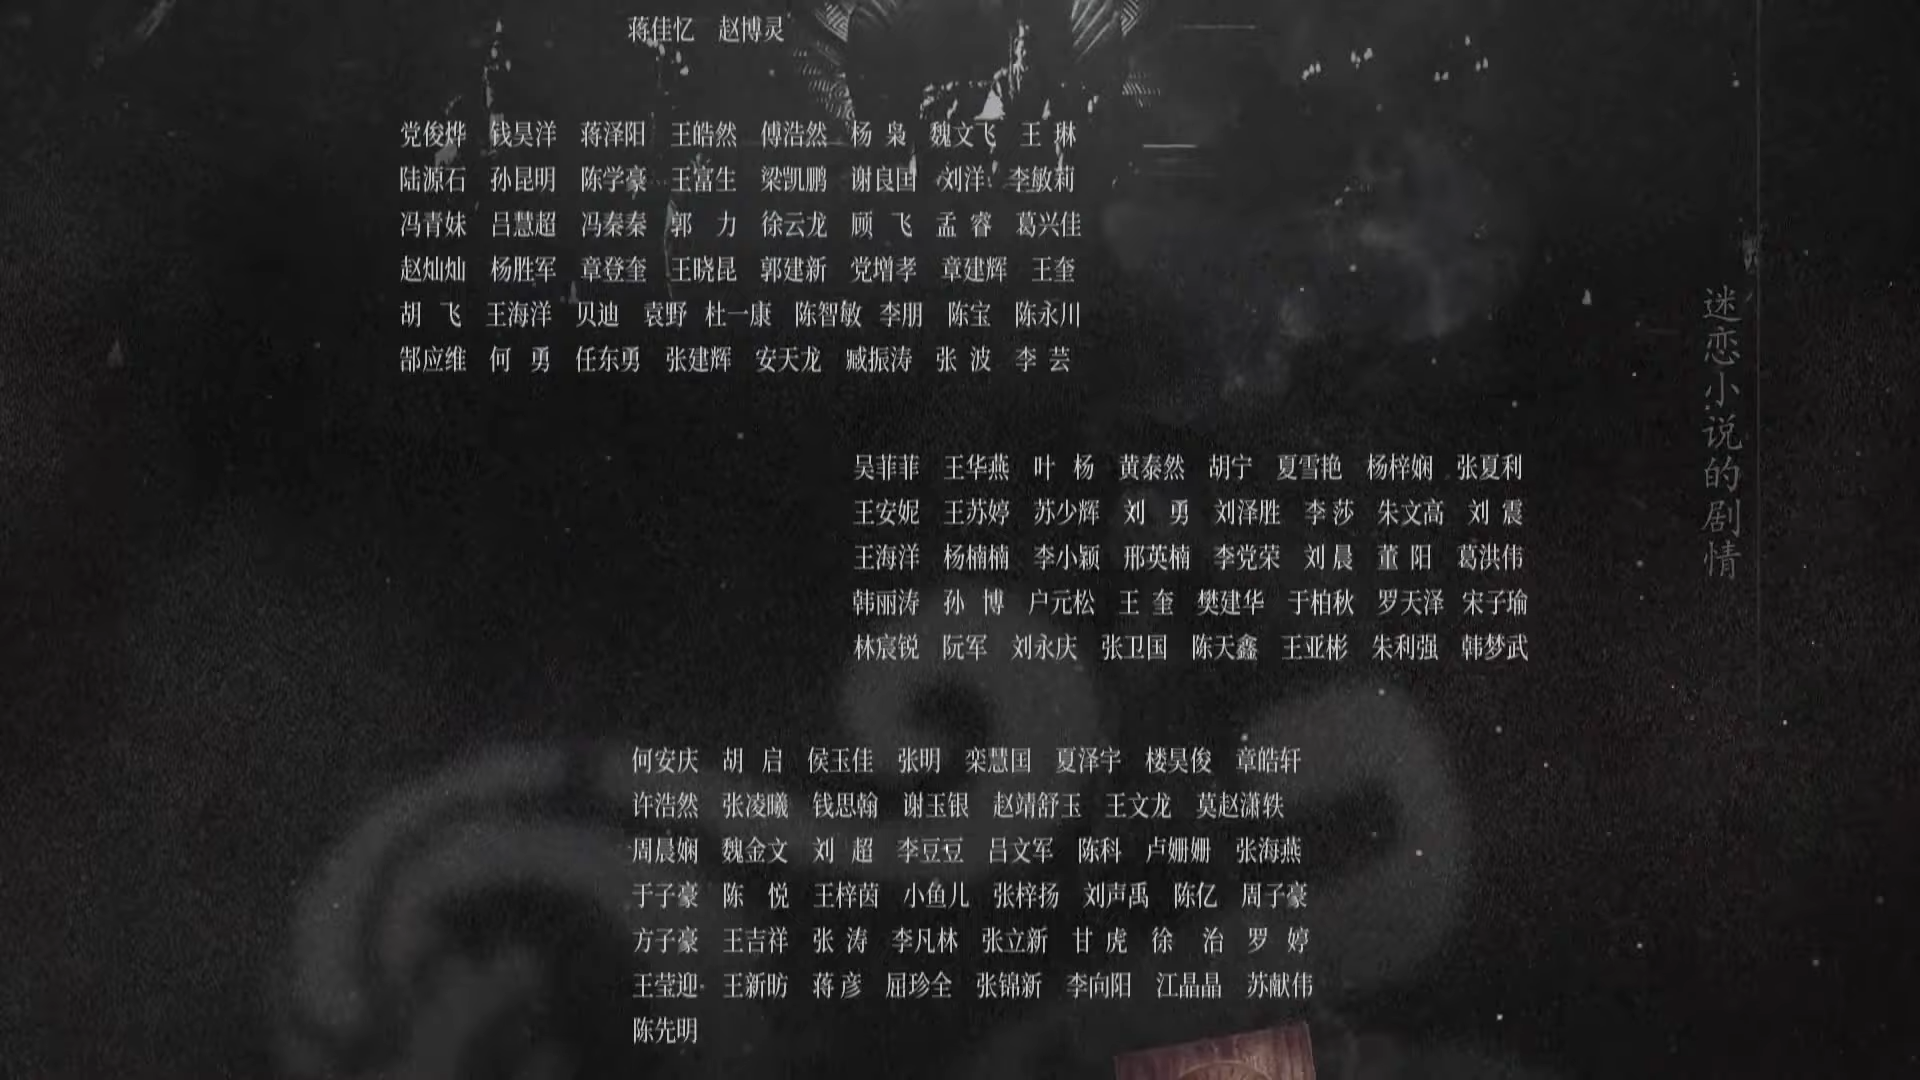 蒋佳忆 赵博灵
党俊烨 钱昊洋 蒋泽阳 王皓然 傅浩然 杨 枭 魏文飞 王 琳
陆源石 孙昆明 陈学豪 王富生 梁凯鹏 谢良国 刘洋 李敏莉
冯青妹 吕慧超 冯秦秦 郭 力 徐云龙 顾 飞 孟 睿 葛兴佳
赵灿灿 杨胜军 章登奎 王晓昆 郭建新 党增孝 章建辉 王奎
胡 飞 王海洋 贝迪 袁野 杜一康 陈智敏 李朋 陈宝 陈永川
郜应维 何 勇 任东勇 张建辉 安天龙 臧振涛 张 波 李 芸
吴菲菲 王华燕 叶 杨 黄泰然 胡宁 夏雪艳 杨梓娴 张夏利
王安妮 王苏婷 苏少辉 刘 勇 刘泽胜 李莎 朱文高 刘 震
王海洋 杨楠楠 李小颖 邢英楠 李党荣 刘晨 董 阳 葛洪伟
韩丽涛 孙 博 户元松 王 奎 樊建华 于柏秋 罗天泽 宋子瑜
林宸锐 阮军 刘永庆 张卫国 陈天鑫 王亚彬 朱利强 韩梦武
何安庆 胡 启 侯玉佳 张明 栾慧国 夏泽宇 楼昊俊 章皓轩
许浩然 张凌曦 钱思翰 谢玉银 赵靖舒玉 王文龙 莫赵潇轶
周晨娴 魏金文 刘 超 李豆豆 吕文军 陈科 卢姗姗 张海燕
于子豪 陈 悦 王梓茵 小鱼儿 张梓扬 刘声禹 陈亿 周子豪
方子豪 王吉祥 张 涛 李凡林 张立新 甘 虎 徐 治 罗 婷
王莹迎 王新昉 蒋彦 屈珍全 张锦新 李向阳 江晶晶 苏献伟
陈先明
迷恋小说的剧情